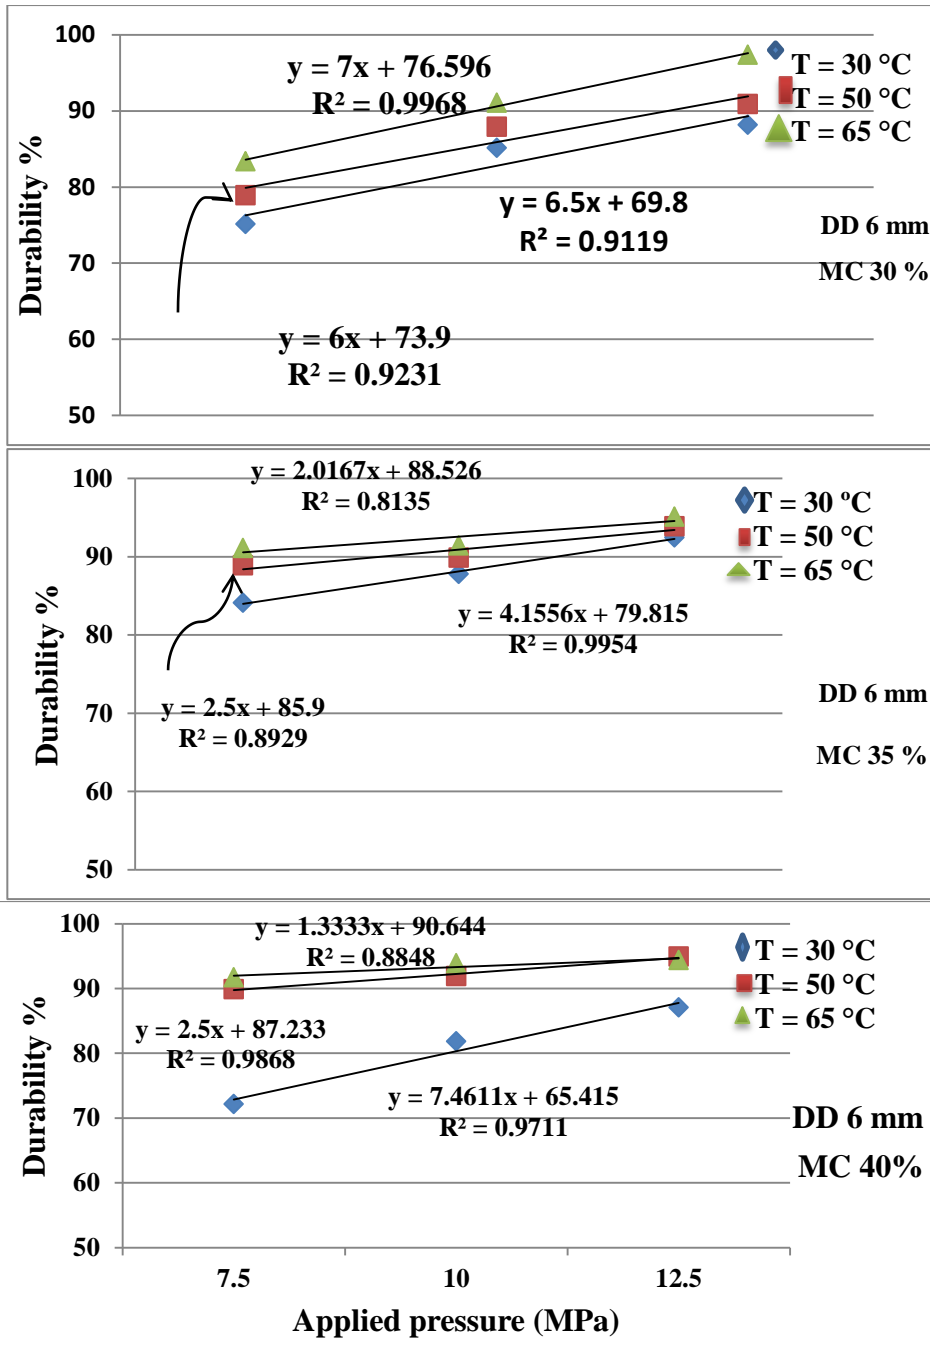 100
90
80
70
60
50
Durability %
y = 7x + 76.596
R² = 0.9968
y = 6.5x + 69.8
R² = 0.9119
y = 6x + 73.9
R² = 0.9231
T = 30 °C
T = 50 °C
T = 65 °C
DD 6 mm
MC 30 %
100
90
80
70
60
50
Durability %
y = 2.0167x + 88.526
R² = 0.8135
y = 4.1556x + 79.815
R² = 0.9954
y = 2.5x + 85.9
R² = 0.8929
T = 30 ºC
T = 50 °C
T = 65 °C
DD 6 mm
MC 35 %
100
90
80
70
60
50
Durability %
y = 1.3333x + 90.644
R² = 0.8848
y = 2.5x + 87.233
R² = 0.9868
y = 7.4611x + 65.415
R² = 0.9711
T = 30 °C
T = 50 °C
T = 65 °C
DD 6 mm
MC 40%
7.5 10 12.5
Applied pressure (MPa)